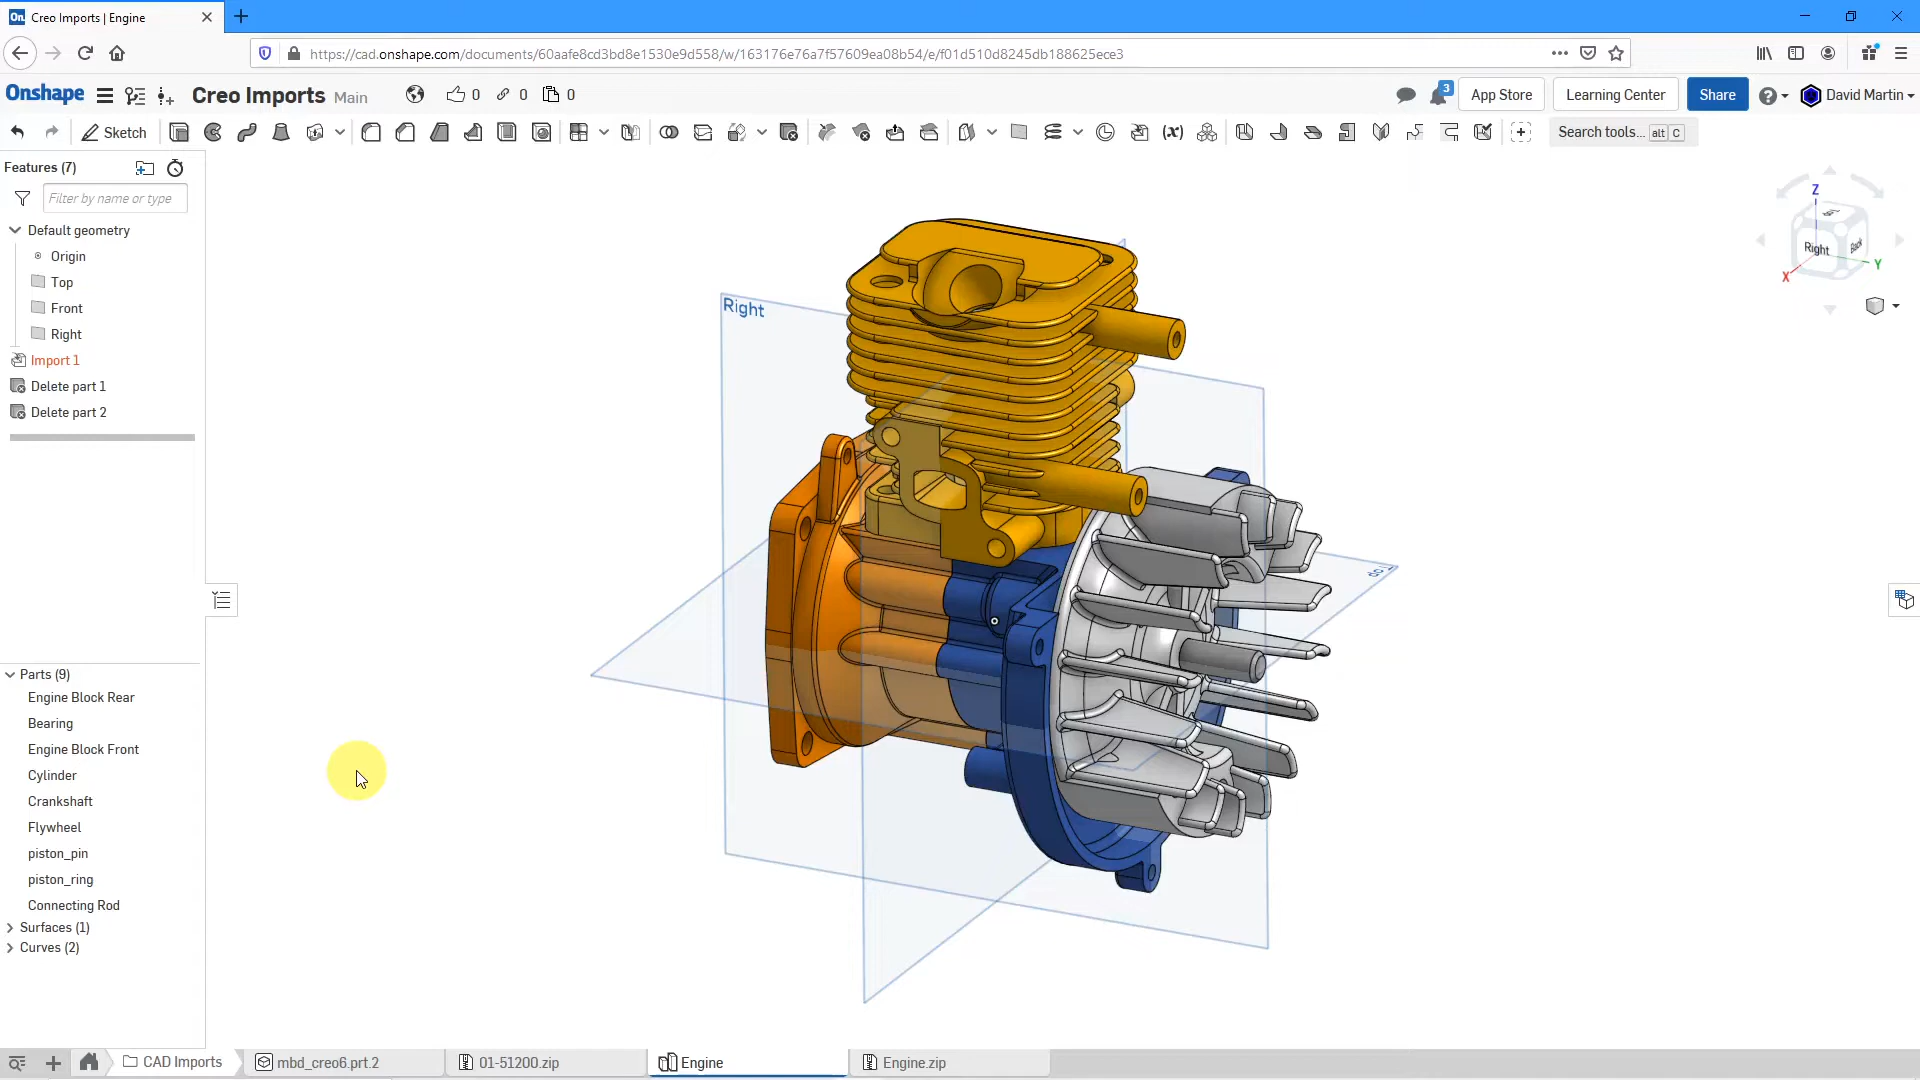 On. Creo Imports | Engine
https://cad.onshape.com/documents/60aafe8cd3bd8e1530e9d558/w/163176e76a7f57609ea08b54/e/f01d510d8245db188625ece3
Onshape Creo Imports Main 0 0 0 3 App Store Learning Center Share David Martin
Sketch (x) Search tools... alt C
Features (7)
Filter by name or type
Default geometry
Origin
Top
Front
Right
Import 1
Delete part 1
Delete part 2
Right
Top
Z
Right Back
X Y
Parts (9)
Engine Block Rear
Bearing
Engine Block Front
Cylinder
Crankshaft
Flywheel
piston_pin
piston_ring
Connecting Rod
Surfaces (1)
Curves (2)
CAD Imports mbd_creo6.prt.2 01-51200.zip Engine Engine.zip